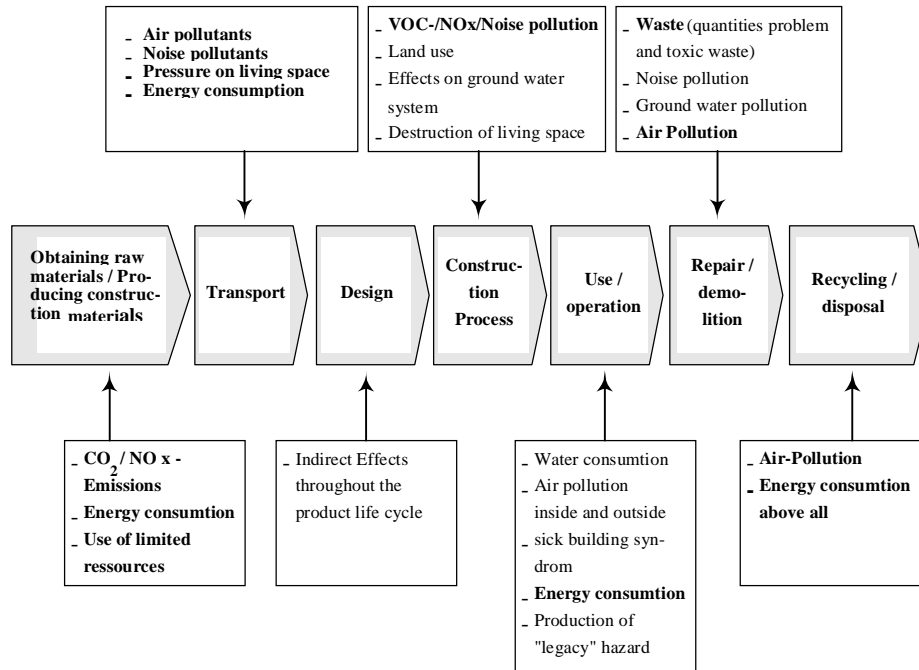 - Air pollutants
- Noise pollutants
- Pressure on living space
- Energy consumption
- VOC-/NOx/Noise pollution
- Land use
- Effects on ground water
system
- Destruction of living space
- Waste (quantities problem
and toxic waste)
- Noise pollution
- Ground water pollution
- Air Pollution
Obtaining raw
materials / Pro-
ducing construc-
tion materials
Transport
Design
Construc-
tion
Process
Use /
operation
Repair /
demo-
lition
Recycling /
disposal
- CO2 / NO x -
Emissions
- Energy consumtion
- Use of limited
ressources
- Indirect Effects
throughout the
product life cycle
- Water consumtion
- Air pollution
inside and outside
- sick building syn-
drom
- Energy consumtion
- Production of
"legacy" hazard
- Air-Pollution
- Energy consumtion
above all